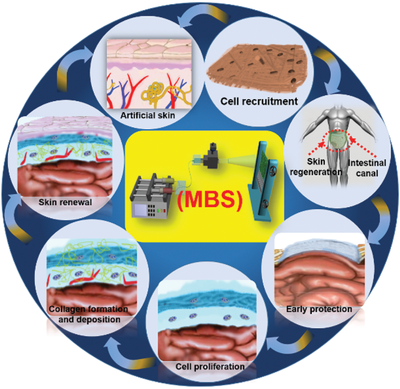 Artificial skin
Cell recruitment
Skin
regeneration
Intestinal
canal
Early protection
Cell proliferation
Collagen formation
and deposition
Skin renewal
(MBS)